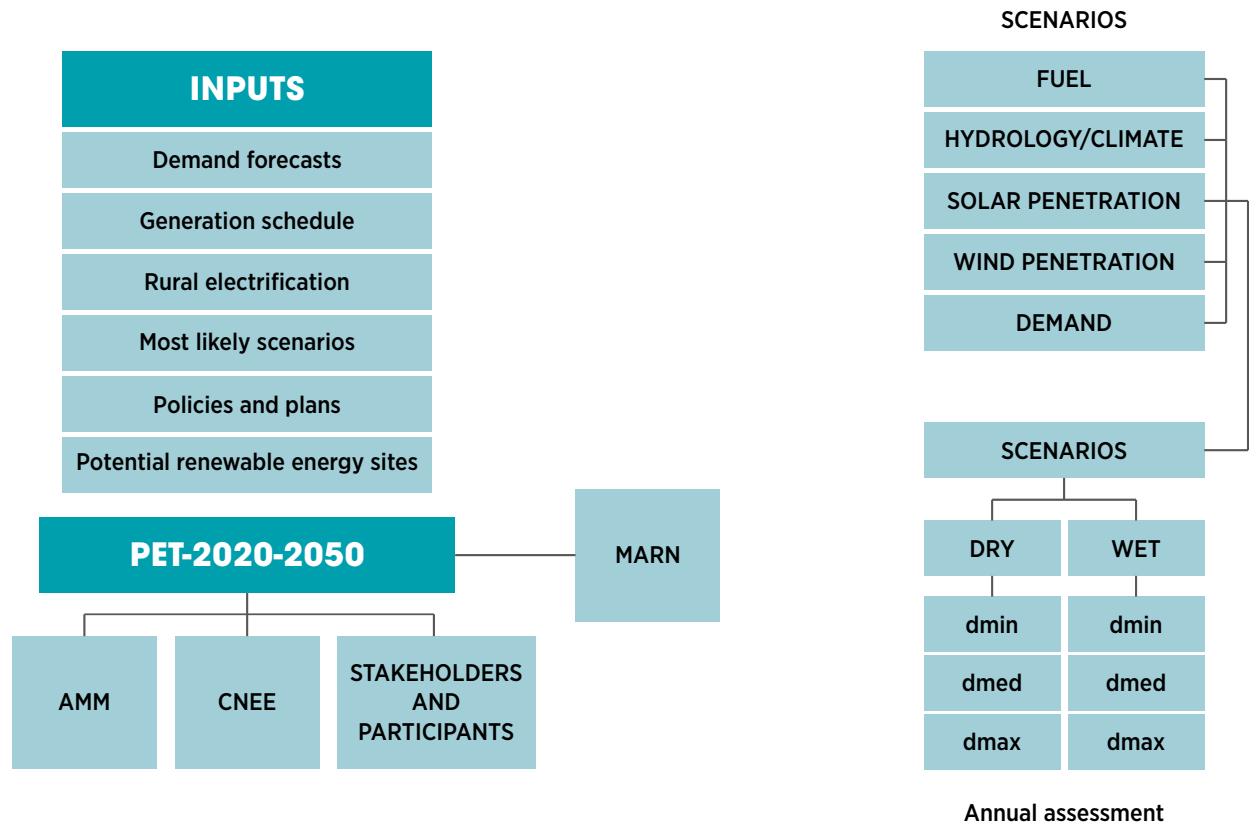 INPUTS
Demand forecasts
Generation schedule
Rural electrification
Most likely scenarios
Policies and plans
Potential renewable energy sites
PET-2020-2050
MARN
AMM
CNEE
STAKEHOLDERS
AND
PARTICIPANTS
SCENARIOS
FUEL
HYDROLOGY/CLIMATE
SOLAR PENETRATION
WIND PENETRATION
DEMAND
SCENARIOS
DRY
WET
dmin
dmin
dmed
dmed
dmax
dmax
Annual assessment